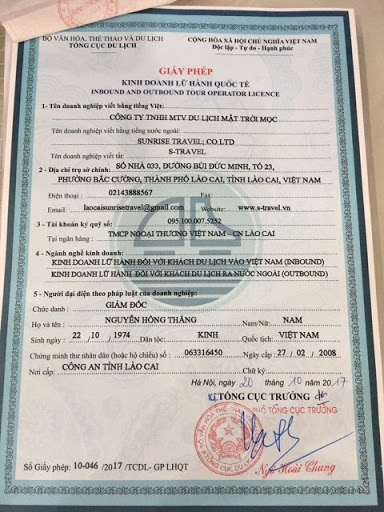 BỘ VĂN HÓA, THỂ THAO VÀ DU LỊCH
TỔNG CỤC DU LỊCH
CỘNG HÒA XÃ HỘI CHỦ NGHĨA VIỆT NAM
Độc lập - Tự do - Hạnh phúc
GIẤY PHÉP
KINH DOANH LỮ HÀNH QUỐC TẾ
INBOUND AND OUTBOUND TOUR OPERATOR LICENCE
1- Tên doanh nghiệp viết bằng tiếng Việt:
CÔNG TY TNHH MTV DU LỊCH MẶT TRỜI MỌC
Tên doanh nghiệp viết bằng tiếng nước ngoài:
SUNRISE TRAVEL; CO.LTD
Tên doanh nghiệp viết tắt: S-TRAVEL
2 - Địa chỉ trụ sở chính: SỐ NHÀ 033, ĐƯỜNG BÙI ĐỨC MINH, TỔ 23,
PHƯỜNG BẮC CƯỜNG, THÀNH PHỐ LÀO CAI, TỈNH LÀO CAI, VIỆT NAM
Điện thoại : 02143888567
Email: laocaisunrisetravel@gmail.com Website: www.s-travel.vn
3 - Tài khoản ký quỹ số: 095.100.007.5252
Tại ngân hàng : TMCP NGOẠI THƯƠNG VIỆT NAM - CN LÀO CAI
4 - Ngành nghề kinh doanh:
KINH DOANH LỮ HÀNH ĐỐI VỚI KHÁCH DU LỊCH VÀO VIỆT NAM (INBOUND)
KINH DOANH LỮ HÀNH ĐỐI VỚI KHÁCH DU LỊCH RA NƯỚC NGOÀI (OUTBOUND)
5 - Người đại diện theo pháp luật của doanh nghiệp:
Chức danh : GIÁM ĐỐC
Họ và tên : NGUYỄN HỒNG THĂNG Nam/Nữ: NAM
Sinh ngày : 22 / 10 / 1974 Dân tộc: KINH Quốc tịch: VIỆT NAM
Chứng minh thư nhân dân (hoặc hộ chiếu) số : 063316450 Ngày cấp 27 / 02 / 2008
Nơi cấp: CÔNG AN TỈNH LÀO CAI Chữ ký
Hà Nội, ngày 20 tháng 10 năm 2017
TỔNG CỤC TRƯỞNG
PHÓ TỔNG CỤC TRƯỞNG
Ngô Hoài Chung
Số Giấy phép: 10-046 /2017 /TCDL- GP LHQT